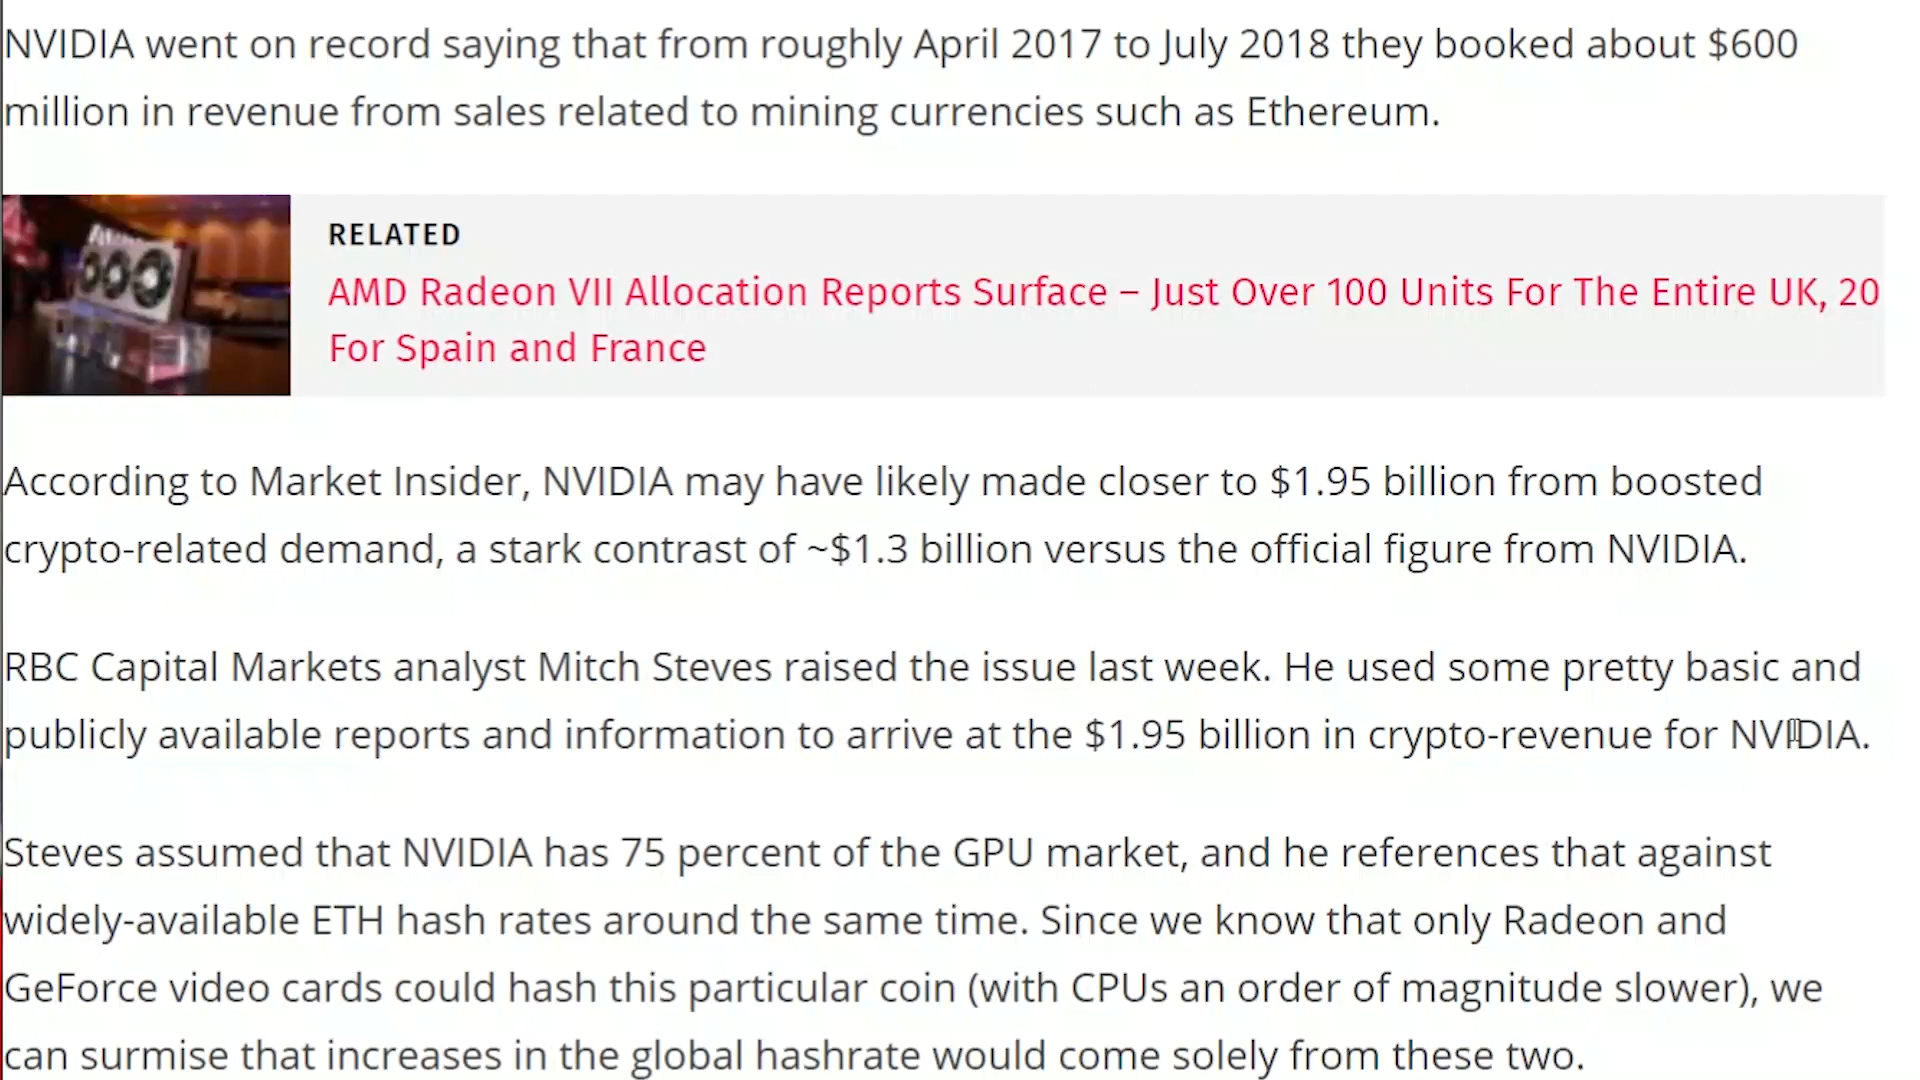 NVIDIA went on record saying that from roughly April 2017 to July 2018 they booked about $600
million in revenue from sales related to mining currencies such as Ethereum.
RELATED
AMD Radeon VII Allocation Reports Surface – Just Over 100 Units For The Entire UK, 20
For Spain and France
According to Market Insider, NVIDIA may have likely made closer to $1.95 billion from boosted
crypto-related demand, a stark contrast of ~$1.3 billion versus the official figure from NVIDIA.
RBC Capital Markets analyst Mitch Steves raised the issue last week. He used some pretty basic and
publicly available reports and information to arrive at the $1.95 billion in crypto-revenue for NVIDIA.
Steves assumed that NVIDIA has 75 percent of the GPU market, and he references that against
widely-available ETH hash rates around the same time. Since we know that only Radeon and
GeForce video cards could hash this particular coin (with CPUs an order of magnitude slower), we
can surmise that increases in the global hashrate would come solely from these two.